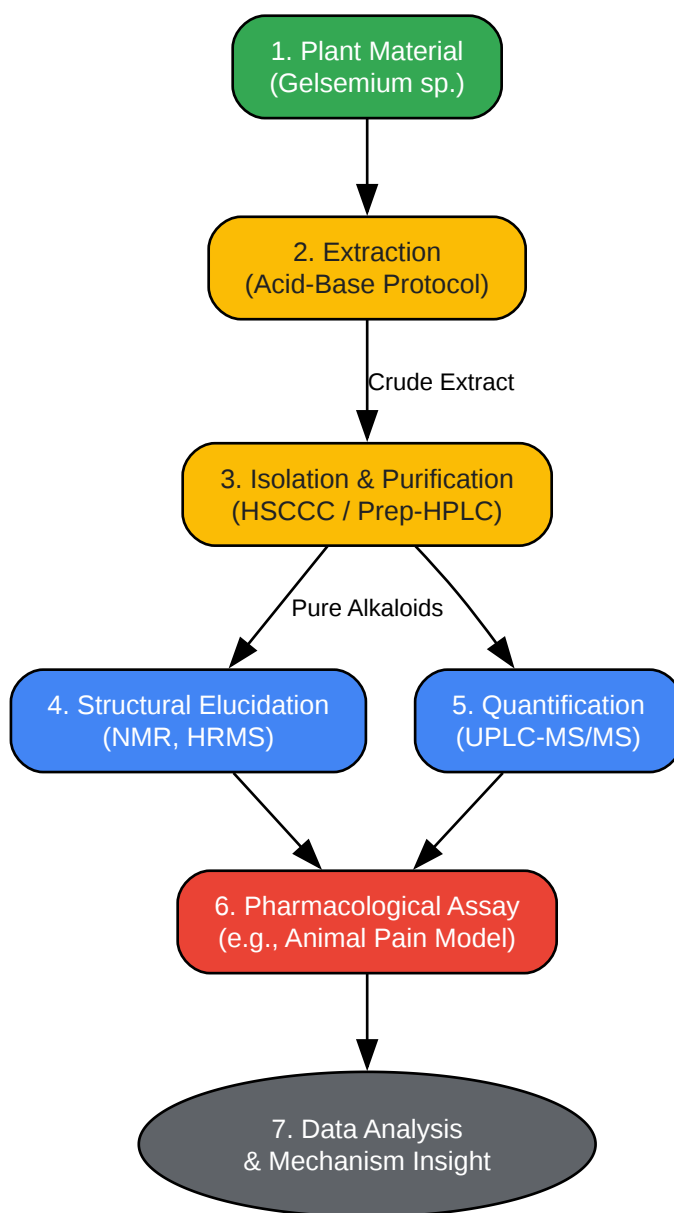 1. Plant Material
(Gelsemium sp.)
2. Extraction
(Acid-Base Protocol)
Crude Extract
3. Isolation & Purification
(HSCCC / Prep-HPLC)
Pure Alkaloids
4. Structural Elucidation
(NMR, HRMS)
5. Quantification
(UPLC-MS/MS)
6. Pharmacological Assay
(e.g., Animal Pain Model)
7. Data Analysis
& Mechanism Insight